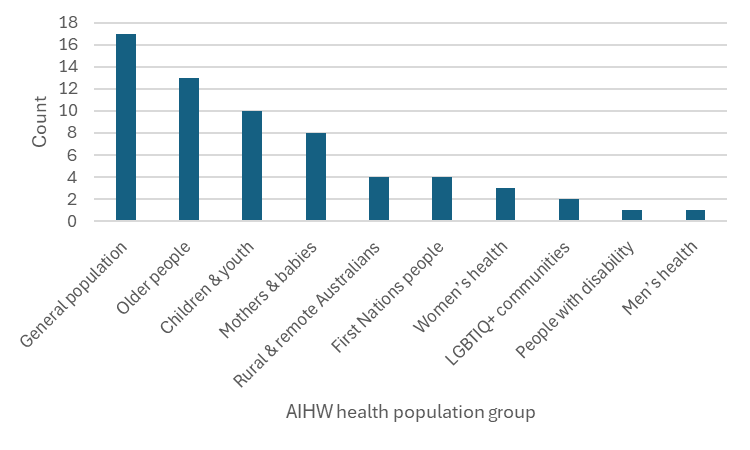 18
16
14
12
10
8
6
4
2
0
Count
General population
Older people
Children & youth
Mothers & babies
Rural & remote Australians
First Nations people
Women's health
LGBTIQ+ communities
People with disability
Men's health
AIHW health population group